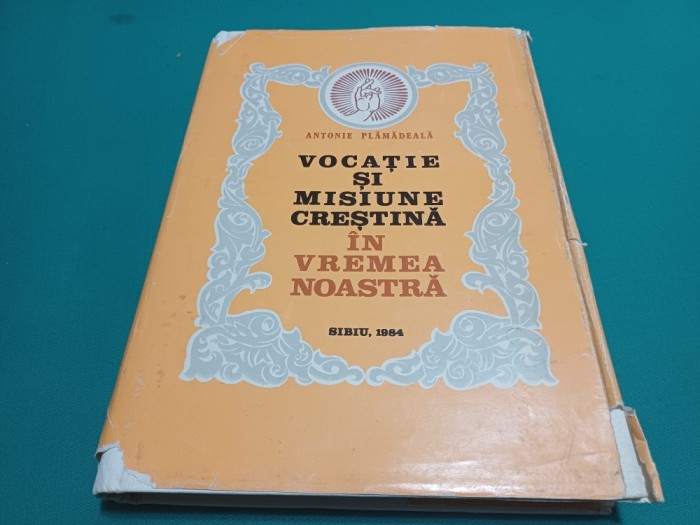 ANTONIE PLĂMĂDEALĂ
VOCAȚIE
ȘI
MISIUNE
CREȘTINĂ
ÎN
VREMEA
NOASTRĂ
SIBIU, 1984